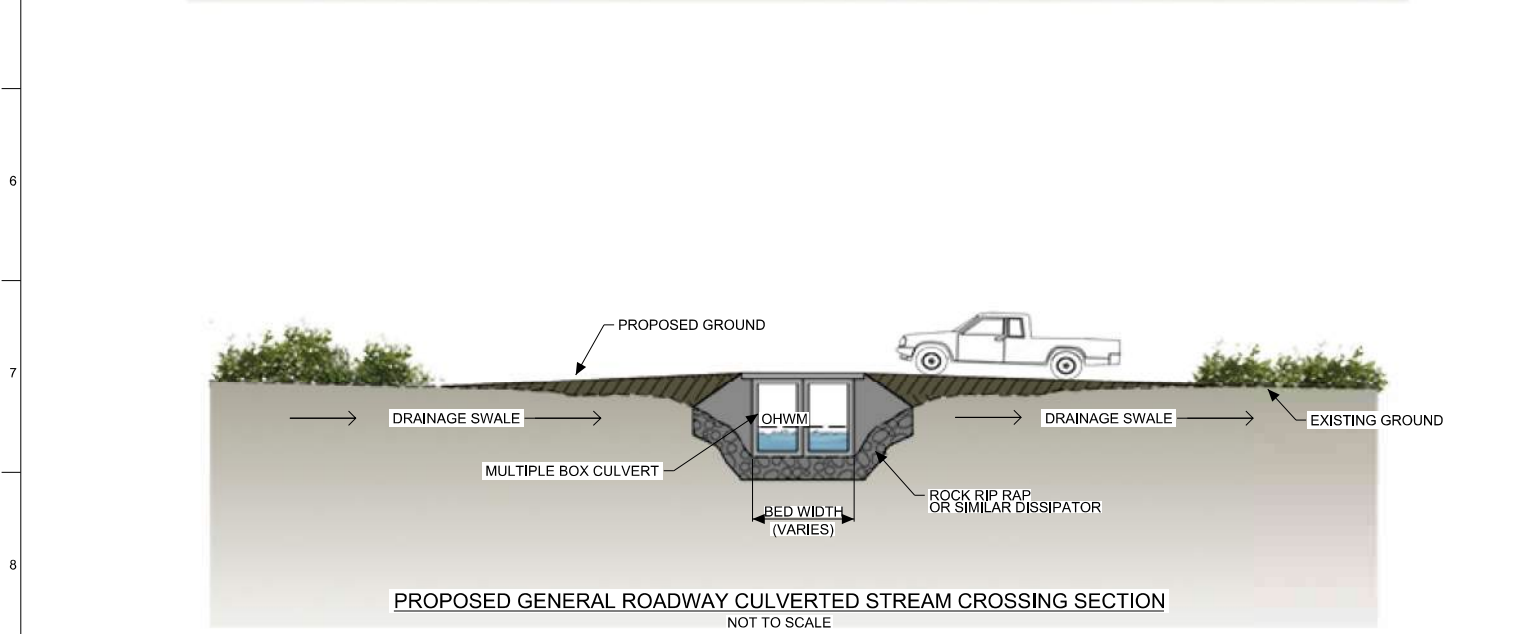 6
PROPOSED GROUND
7
DRAINAGE SWALE
OHWM
DRAINAGE SWALE
EXISTING GROUND
MULTIPLE BOX CULVERT
ROCK RIP RAP
OR SIMILAR DISSIPATOR
BED WIDTH
(VARIES)
8
PROPOSED GENERAL ROADWAY CULVERTED STREAM CROSSING SECTION
NOT TO SCALE